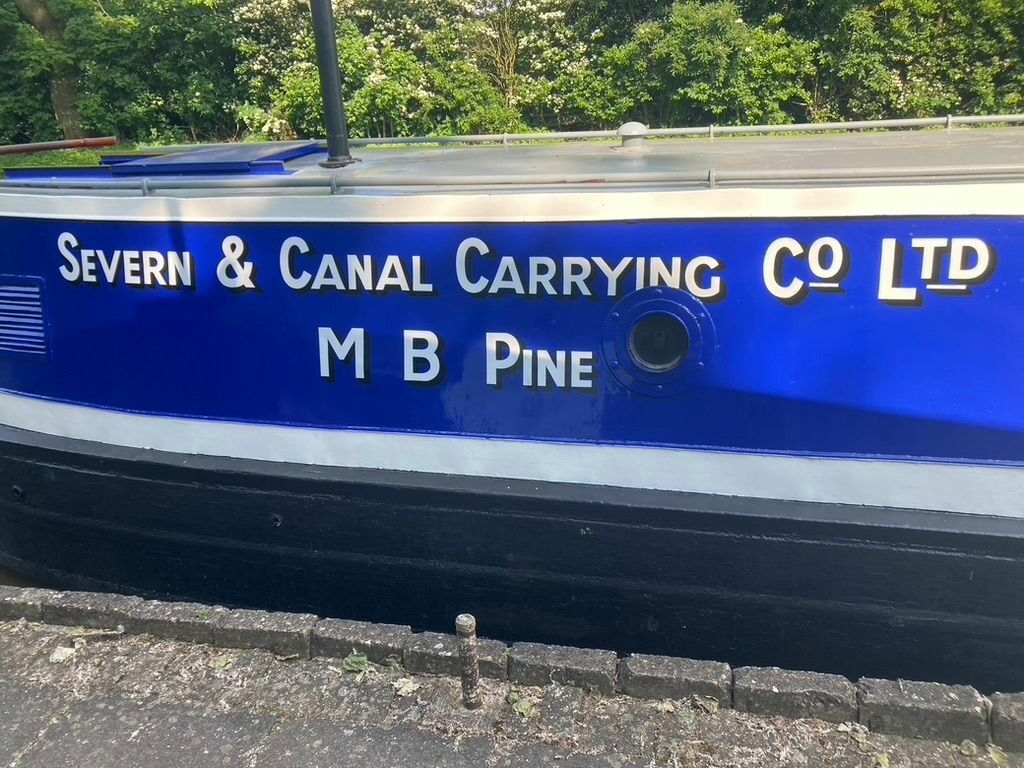 Severn & Canal Carrying Co Ltd
M B Pine